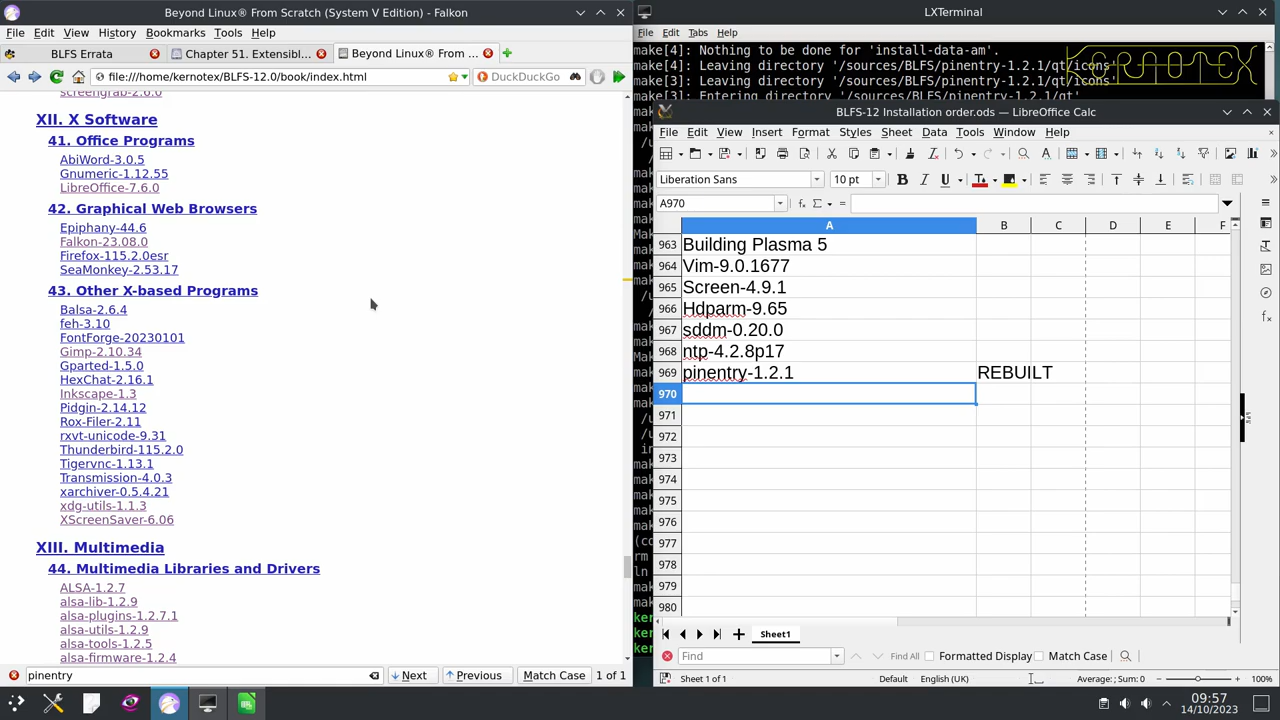 Beyond Linux® From Scratch (System V Edition) - Falkon
File Edit View History Bookmarks Tools Help
BLFS Errata
Chapter 51. Extensibl...
Beyond Linux® From ...
file:///home/kernotex/BLFS-12.0/book/index.html
DuckDuckGo
screengrab-2.6.0
XII. X Software
41. Office Programs
AbiWord-3.0.5
Gnumeric-1.12.55
LibreOffice-7.6.0
42. Graphical Web Browsers
Epiphany-44.6
Falkon-23.08.0
Firefox-115.2.0esr
SeaMonkey-2.53.17
43. Other X-based Programs
Balsa-2.6.4
feh-3.10
FontForge-20230101
Gimp-2.10.34
Gparted-1.5.0
HexChat-2.16.1
Inkscape-1.3
Pidgin-2.14.12
Rox-Filer-2.11
rxvt-unicode-9.31
Thunderbird-115.2.0
Tigervnc-1.13.1
Transmission-4.0.3
xarchiver-0.5.4.21
xdg-utils-1.1.3
XScreenSaver-6.06
XIII. Multimedia
44. Multimedia Libraries and Drivers
ALSA-1.2.7
alsa-lib-1.2.9
alsa-plugins-1.2.7.1
alsa-utils-1.2.9
alsa-tools-1.2.5
alsa-firmware-1.2.4
pinentry
Next Previous Match Case 1 of 1
LXTerminal
File Edit Tabs Help
make[4]: Nothing to be done for 'install-data-am'.
make[4]: Leaving directory '/sources/BLFS/pinentry-1.2.1/qt/icons'
make[4]: Leaving directory '/sources/BLFS/pinentry-1.2.1/qt/icons'
make[3]: Entering directory '/sources/BLFS/pinentry-1.2.1/qt'
KERNOTEX
BLFS-12 Installation order.ods — LibreOffice Calc
File Edit View Insert Format Styles Sheet Data Tools Window Help
Liberation Sans 10 pt
A970
A B C D E F
963 Building Plasma 5
964 Vim-9.0.1677
965 Screen-4.9.1
966 Hdparm-9.65
967 sddm-0.20.0
968 ntp-4.2.8p17
969 pinentry-1.2.1 REBUILT
970
971
972
973
974
975
976
977
978
979
980
Sheet1
Find Find All Formatted Display Match Case
Sheet 1 of 1 Default English (UK) Average: ; Sum: 0 100%
09:57
14/10/2023